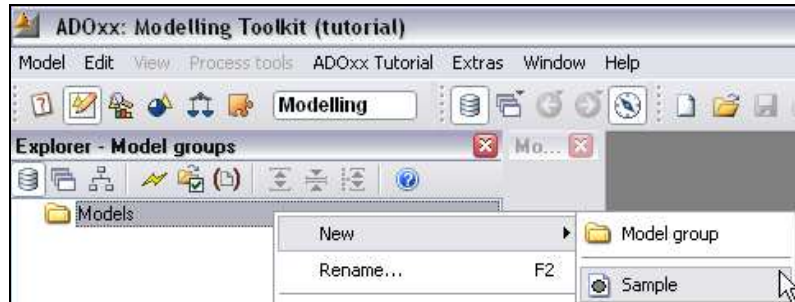 ADOxx: Modelling Toolkit (tutorial)
Model Edit View Process tools ADOxx Tutorial Extras Window Help
Modelling
Explorer - Model groups
Mo...
Models
New
Model group
Rename... F2
Sample